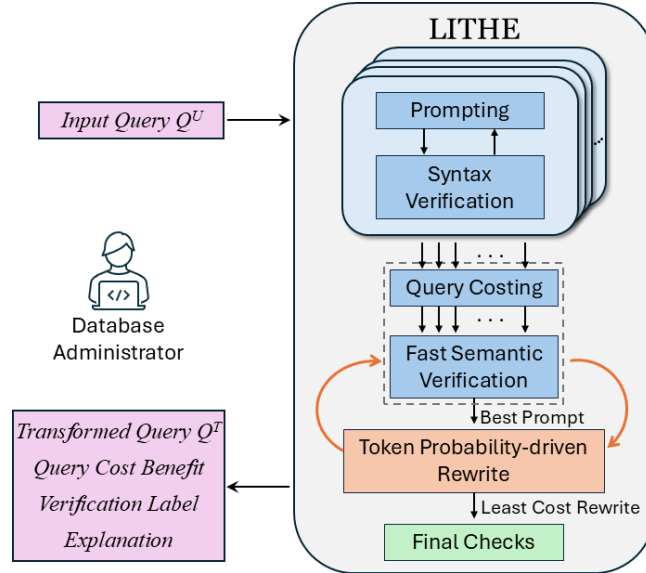 LITHE
Input Query Q^U
Prompting
Syntax
Verification
...
. . .
Query Costing
. . .
Fast Semantic
Verification
</>
Database
Administrator
Best Prompt
Token Probability-driven
Rewrite
Least Cost Rewrite
Final Checks
Transformed Query Q^T
Query Cost Benefit
Verification Label
Explanation